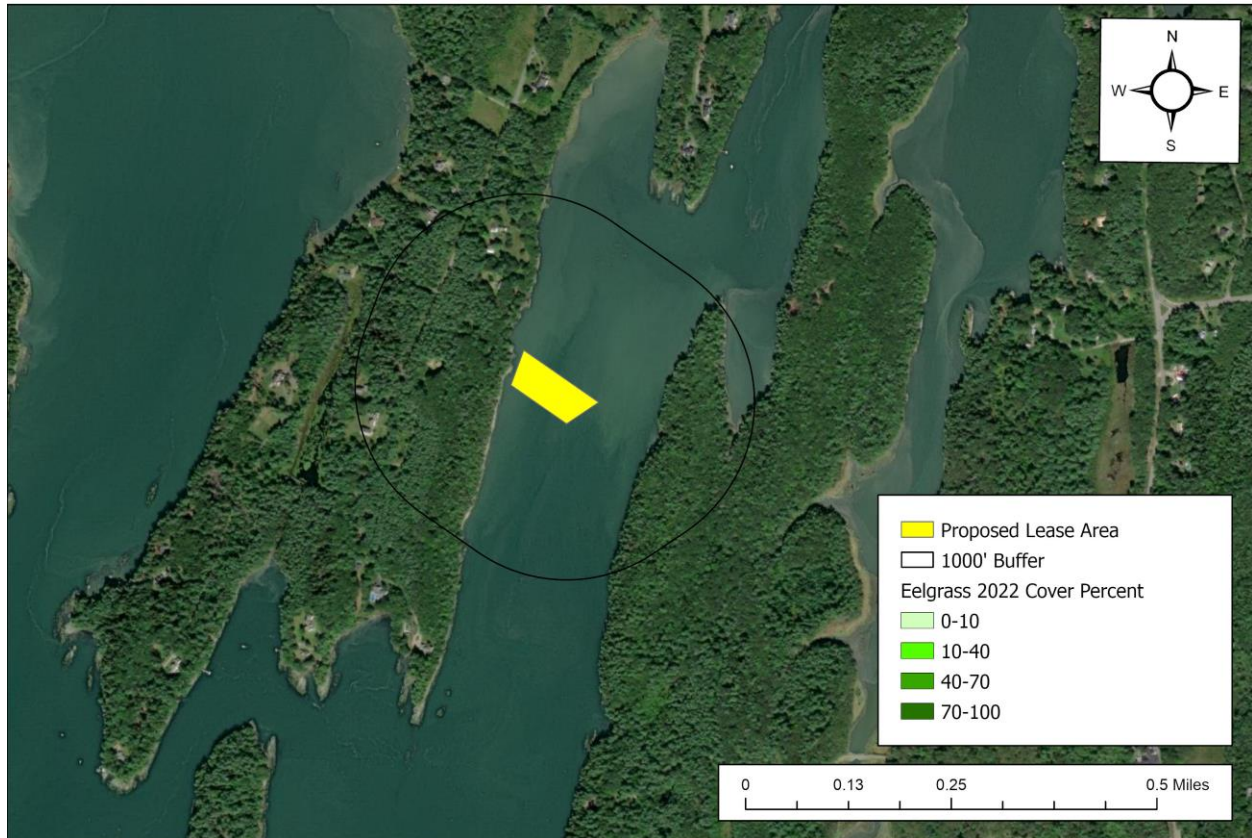 N
W E
S
Proposed Lease Area
1000' Buffer
Eelgrass 2022 Cover Percent
0-10
10-40
40-70
70-100
0 0.13 0.25 0.5 Miles